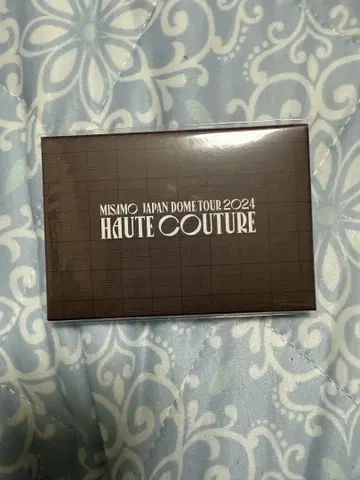 MISAMO JAPAN DOME TOUR 2024
HAUTE COUTURE